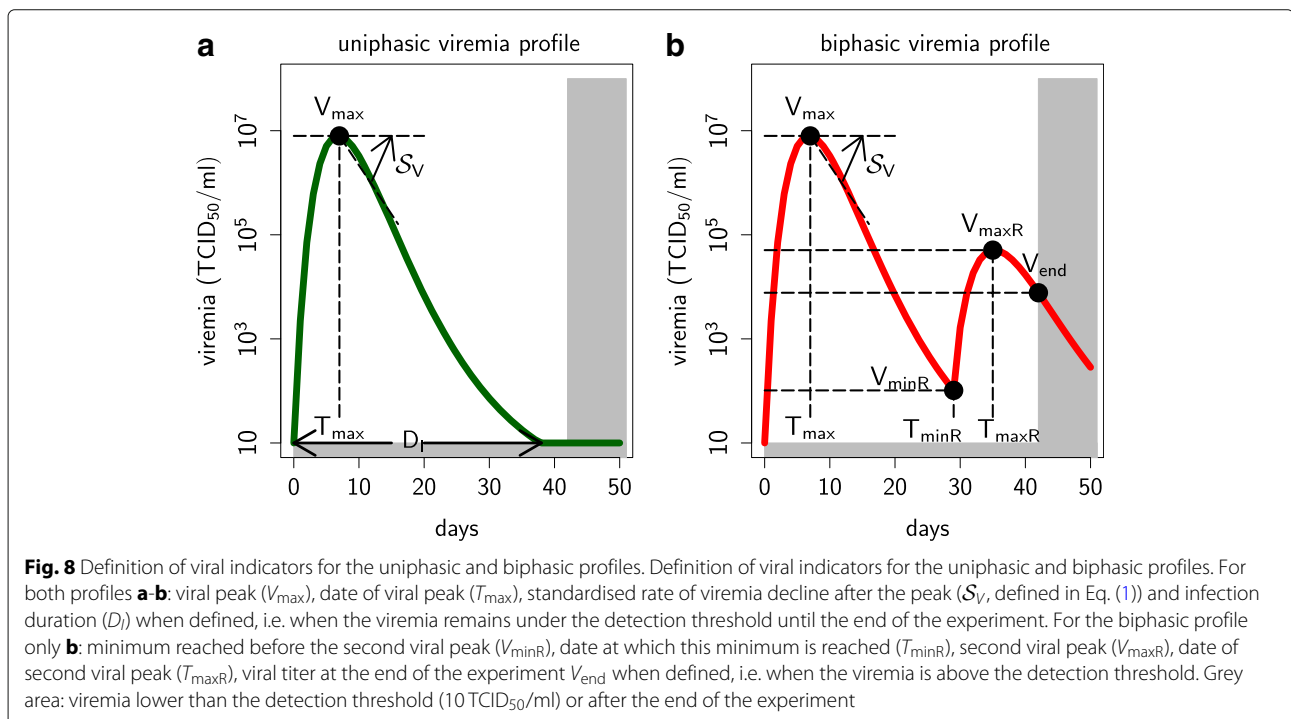 a uniphasic viremia profile
V_max
S_V
10^7
10^5
10^3
10
viremia (TCID_50/ml)
T_max
D_I
0 10 20 30 40 50
days
b biphasic viremia profile
V_max
S_V
V_maxR
V_end
V_minR
10^7
10^5
10^3
10
viremia (TCID_50/ml)
T_max
T_minR
T_maxR
0 10 20 30 40 50
days
Fig. 8 Definition of viral indicators for the uniphasic and biphasic profiles. Definition of viral indicators for the uniphasic and biphasic profiles. For
both profiles a-b: viral peak (V_max), date of viral peak (T_max), standardised rate of viremia decline after the peak (S_V, defined in Eq. (1)) and infection
duration (D_I) when defined, i.e. when the viremia remains under the detection threshold until the end of the experiment. For the biphasic profile
only b: minimum reached before the second viral peak (V_minR), date at which this minimum is reached (T_minR), second viral peak (V_maxR), date of
second viral peak (T_maxR), viral titer at the end of the experiment V_end when defined, i.e. when the viremia is above the detection threshold. Grey
area: viremia lower than the detection threshold (10 TCID_50/ml) or after the end of the experiment